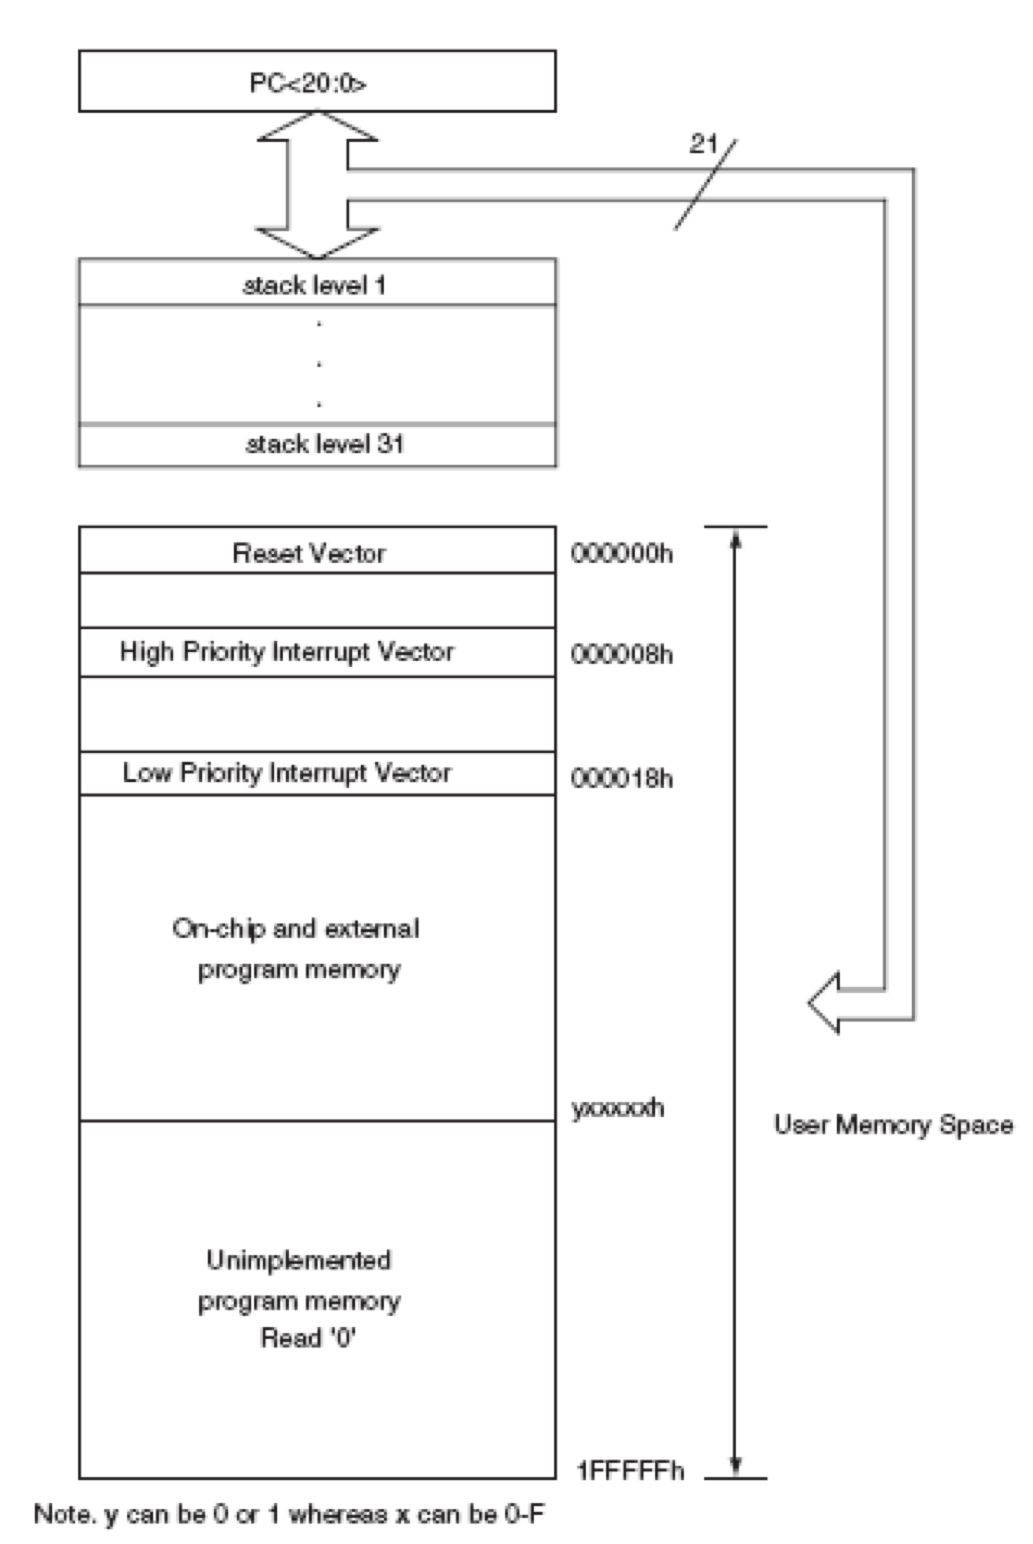 PC<20:0>
21
stack level 1
.
.
.
stack level 31
Reset Vector
000000h
High Priority Interrupt Vector
000008h
Low Priority Interrupt Vector
000018h
On-chip and external
program memory
yxxxxxh
User Memory Space
Unimplemented
program memory
Read '0'
1FFFFFh
Note. y can be 0 or 1 whereas x can be 0-F